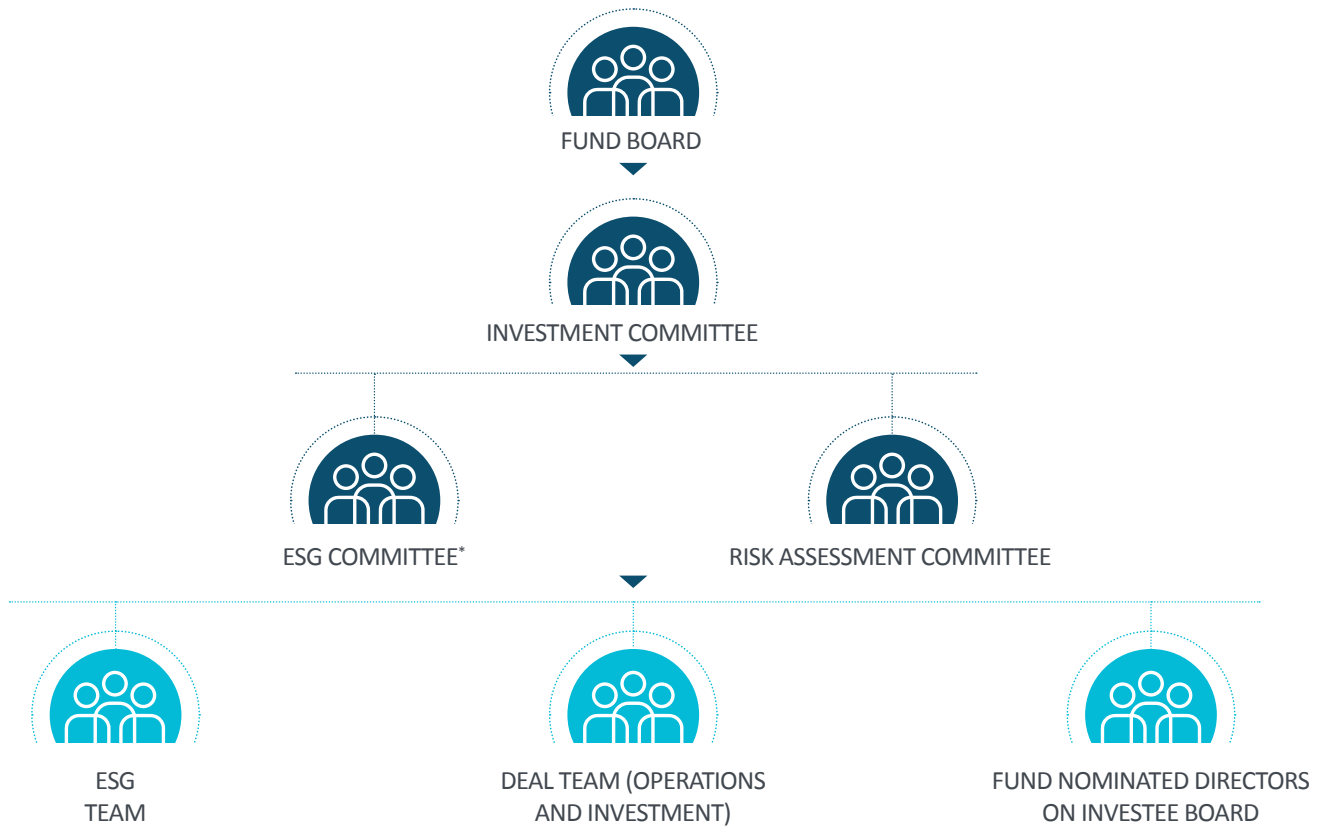 FUND BOARD
INVESTMENT COMMITTEE
ESG COMMITTEE*
RISK ASSESSMENT COMMITTEE
ESG
TEAM
DEAL TEAM (OPERATIONS
AND INVESTMENT)
FUND NOMINATED DIRECTORS
ON INVESTEE BOARD